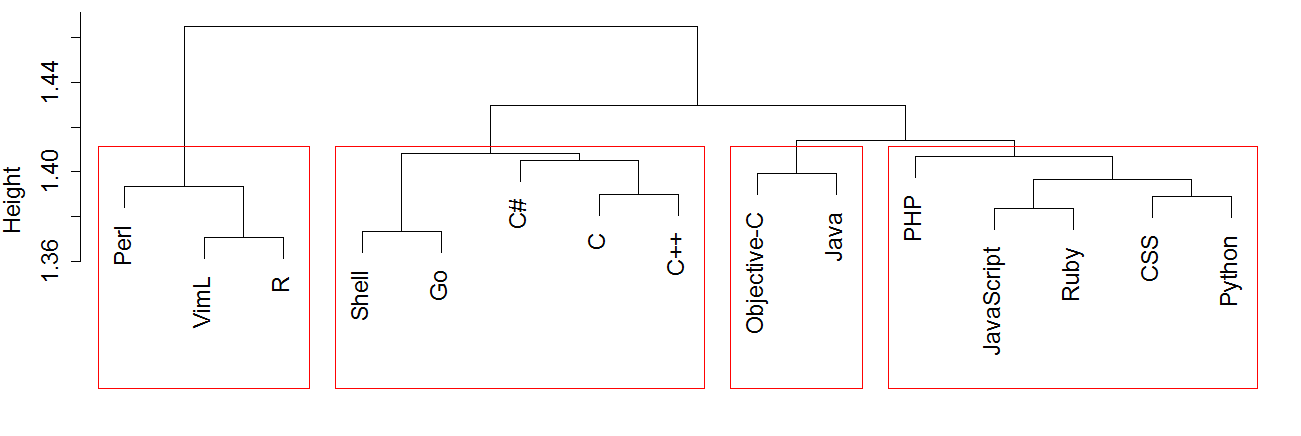 Height
1.44
1.40
1.36
Perl
VimL
R
Shell
Go
C#
C
C++
Objective-C
Java
PHP
JavaScript
Ruby
CSS
Python